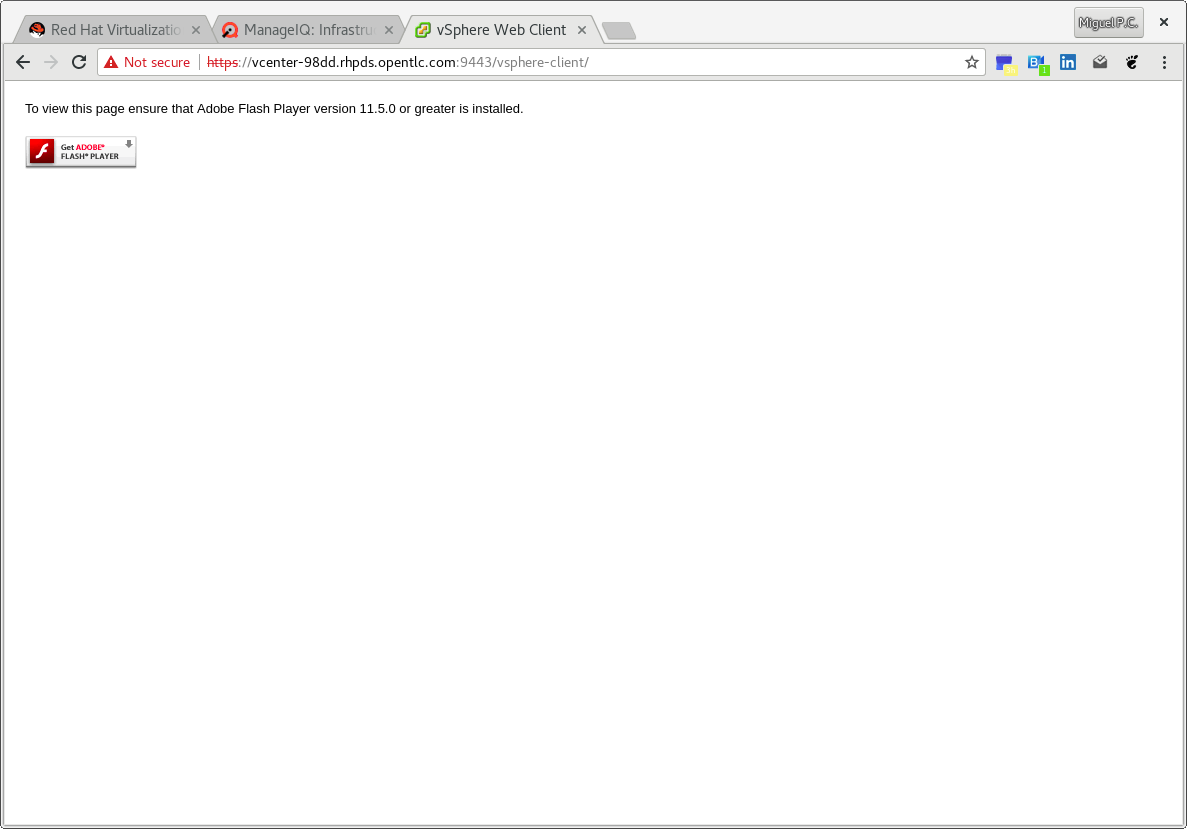 Red Hat Virtualizatio
ManageIQ: Infrastru
vSphere Web Client
Miguel P.C.
Not secure
https://vcenter-98dd.rhpds.opentlc.com:9443/vsphere-client/
To view this page ensure that Adobe Flash Player version 11.5.0 or greater is installed.
Get ADOBE®
FLASH® PLAYER